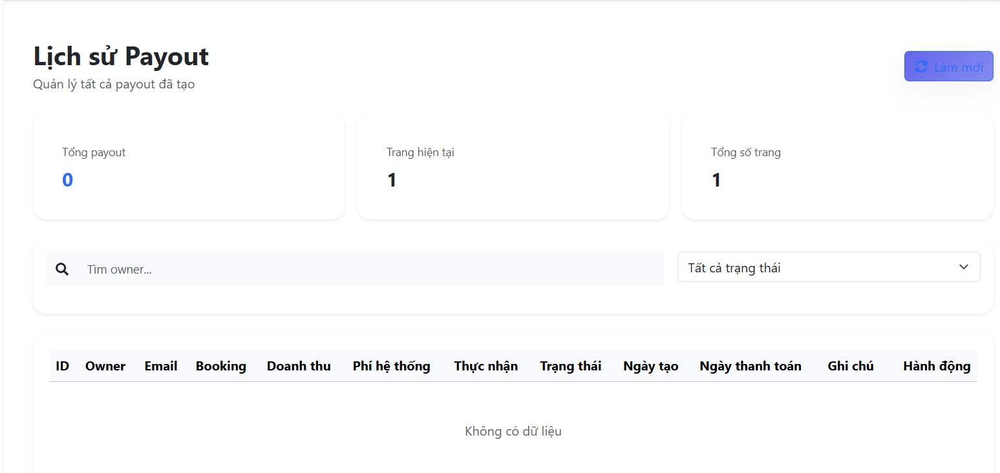 Lịch sử Payout
Quản lý tất cả payout đã tạo
Làm mới
Tổng payout
0
Trang hiện tại
1
Tổng số trang
1
Tìm owner...
Tất cả trạng thái
ID Owner Email Booking Doanh thu Phí hệ thống Thực nhận Trạng thái Ngày tạo Ngày thanh toán Ghi chú Hành động
Không có dữ liệu